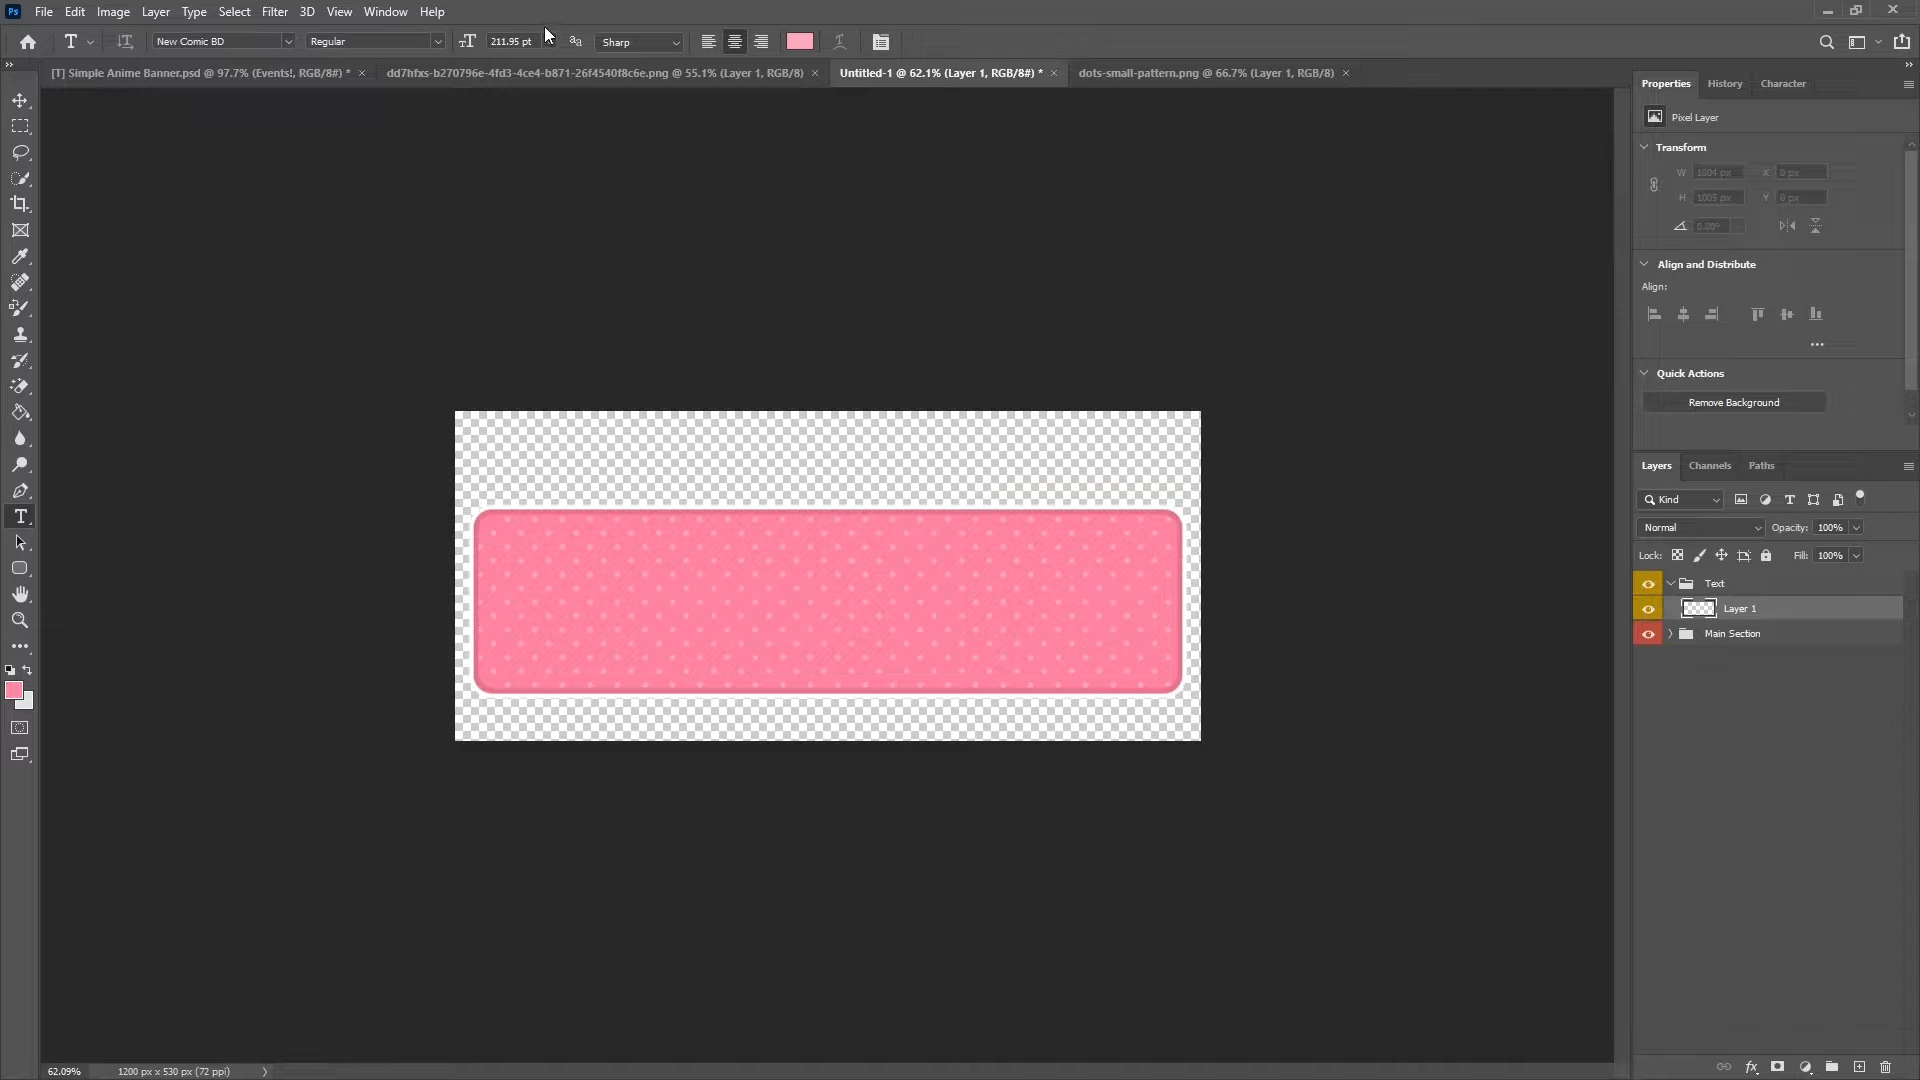 Ps File Edit Image Layer Type Select Filter 3D View Window Help
T New Comic BD Regular 211.95 pt Sharp
[T] Simple Anime Banner.psd @ 97.7% (Events!, RGB/8#) * × dd7hfxs-b270796e-4fd3-4ce4-b871-26f4540f8c6e.png @ 55.1% (Layer 1, RGB/8) × Untitled-1 @ 62.1% (Layer 1, RGB/8#) * × dots-small-pattern.png @ 66.7% (Layer 1, RGB/8) ×
Properties History Character
Pixel Layer
Transform
W 1004 px X 0 px
H 1005 px Y 0 px
0.00°
Align and Distribute
Align:
Quick Actions
Remove Background
Layers Channels Paths
Kind
Normal Opacity: 100%
Lock: Fill: 100%
Text
Layer 1
Main Section
62.09% 1200 px x 530 px (72 ppi)